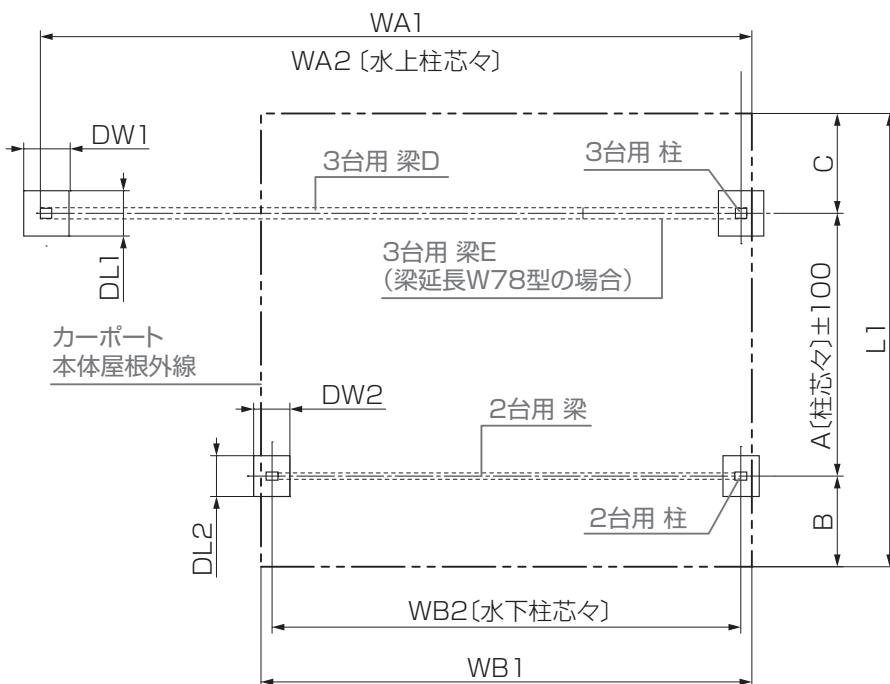 WA1
WA2〔水上柱芯々〕
DW1
3台用 梁D
3台用 柱
C
DL1
3台用 梁E
（梁延長W78型の場合）
A〔柱芯々〕±100
L1
カーポート
本体屋根外線
DW2
2台用 梁
DL2
2台用 柱
B
WB2〔水下柱芯々〕
WB1